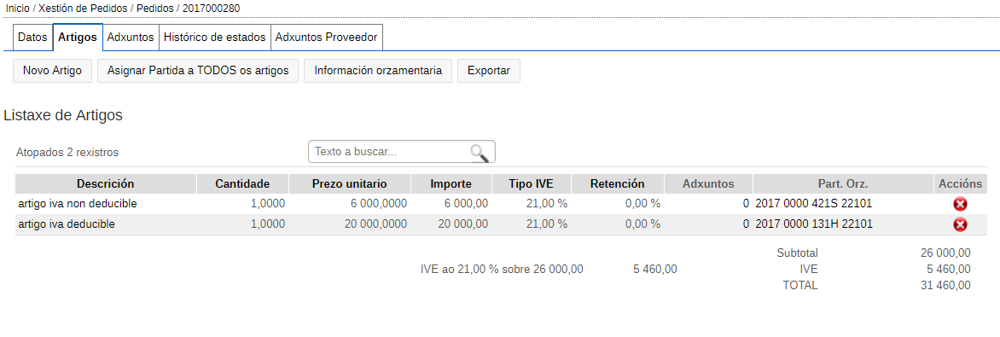 Inicio / Xestión de Pedidos / Pedidos / 2017000280
Datos Artigos Adxuntos Histórico de estados Adxuntos Proveedor
Novo Artigo Asignar Partida a TODOS os artigos Información orzamentaria Exportar
Listaxe de Artigos
Atopados 2 rexistros Texto a buscar...
Descrición Cantidade Prezo unitario Importe Tipo IVE Retención Adxuntos Part. Orz. Accións
artigo iva non deducible 1,0000 6 000,0000 6 000,00 21,00 % 0,00 % 0 2017 0000 421S 22101
artigo iva deducible 1,0000 20 000,0000 20 000,00 21,00 % 0,00 % 0 2017 0000 131H 22101
Subtotal 26 000,00
IVE ao 21,00 % sobre 26 000,00 5 460,00 IVE 5 460,00
TOTAL 31 460,00